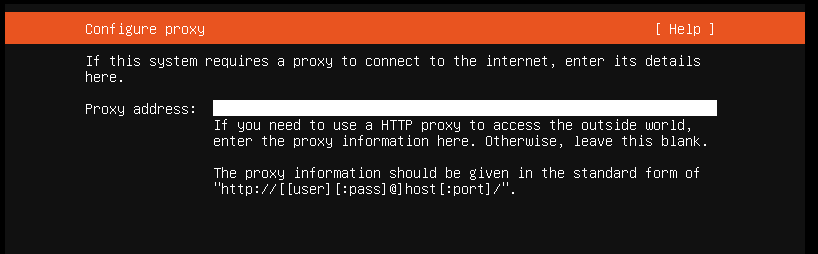 Configure proxy [ Help ]
If this system requires a proxy to connect to the internet, enter its details
here.
Proxy address:
If you need to use a HTTP proxy to access the outside world,
enter the proxy information here. Otherwise, leave this blank.
The proxy information should be given in the standard form of
"http://[[user][:pass]@]host[:port]/".